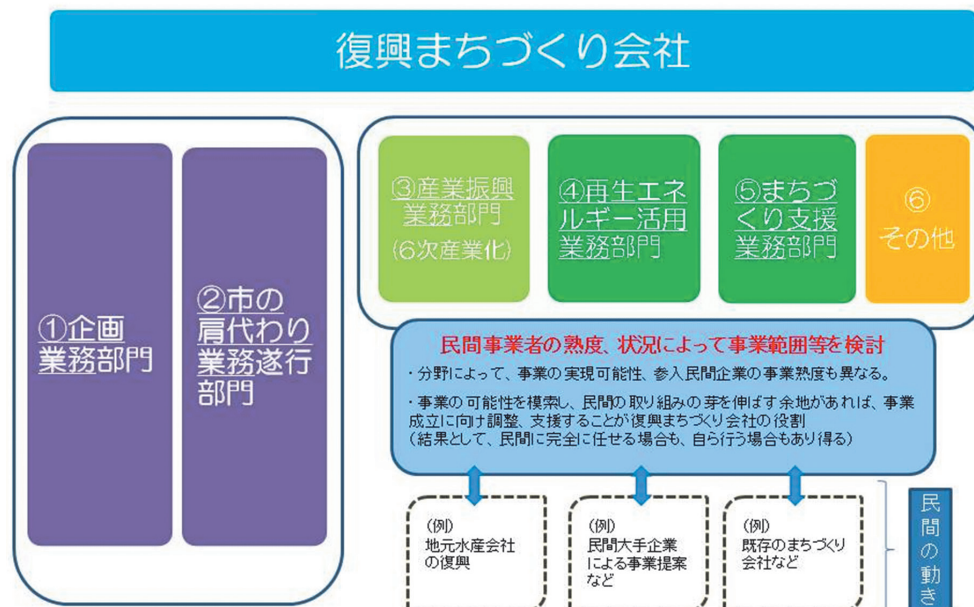 復興まちづくり会社
①企画
業務部門
②市の
肩代わり
業務遂行
部門
③産業振興
業務部門
(6次産業化)
④再生エネ
ルギー活用
業務部門
⑤まちづ
くり支援
業務部門
⑥
その他
民間事業者の熟度、状況によって事業範囲等を検討
・分野によって、事業の実現可能性、参入民間企業の事業熟度も異なる。
・事業の可能性を模索し、民間の取り組みの芽を伸ばす余地があれば、事業
成立に向け調整、支援することが復興まちづくり会社の役割
(結果として、民間に完全に任せる場合も、自ら行う場合もあり得る)
(例)
地元水産会社
の復興
(例)
民間大手企業
による事業提案
など
(例)
既存のまちづくり
会社など
民間の動き